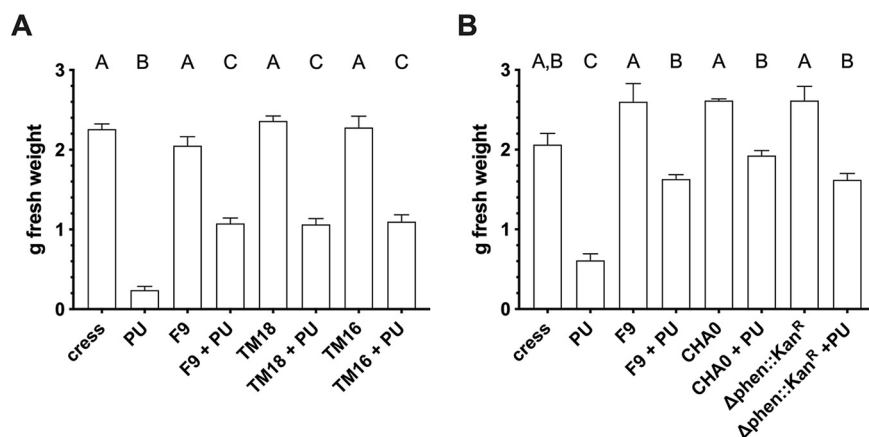 A
A B A C A C A C
3
2
1
0
g fresh weight
cress
PU
F9
F9 + PU
TM18
TM18 + PU
TM16
TM16 + PU
B
A,B C A B A B A B
3
2
1
0
g fresh weight
cress
PU
F9
F9 + PU
CHA0
CHA0 + PU
Δphen::Kanᴿ
Δphen::Kanᴿ +PU